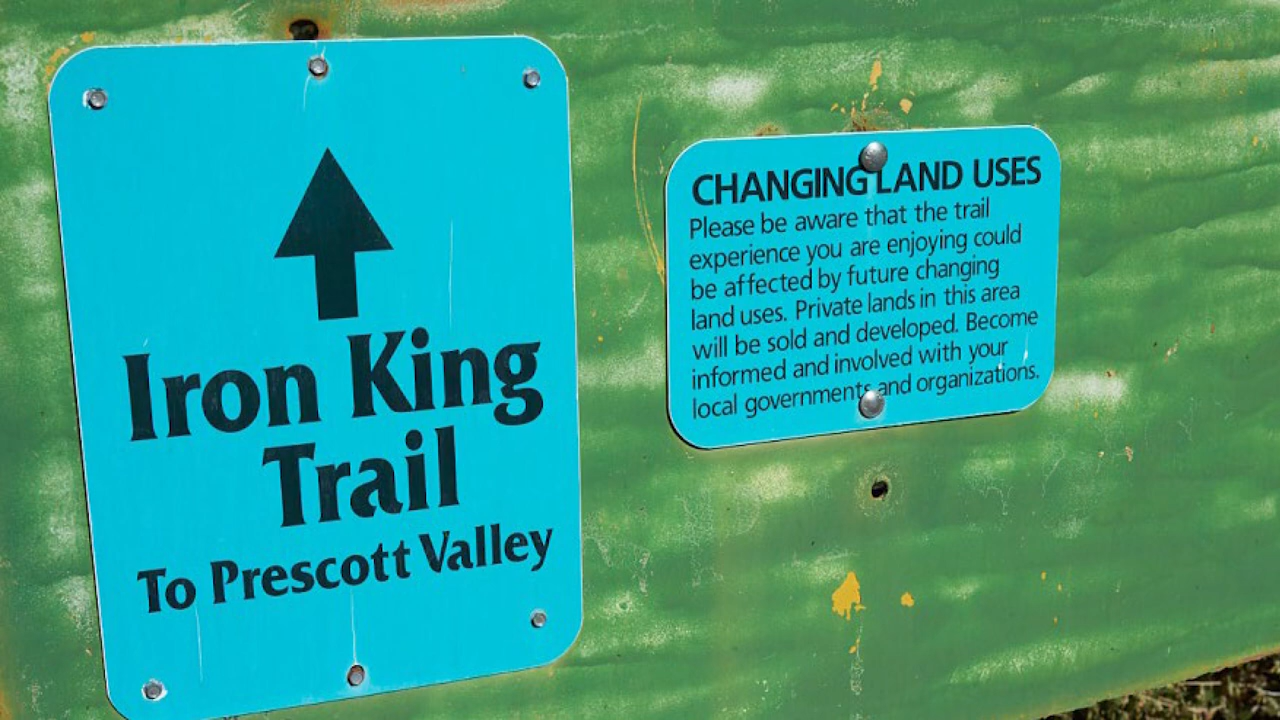 Iron King
Trail
To Prescott Valley
CHANGING LAND USES
Please be aware that the trail
experience you are enjoying could
be affected by future changing
land uses. Private lands in this area
will be sold and developed. Become
informed and involved with your
local governments and organizations.